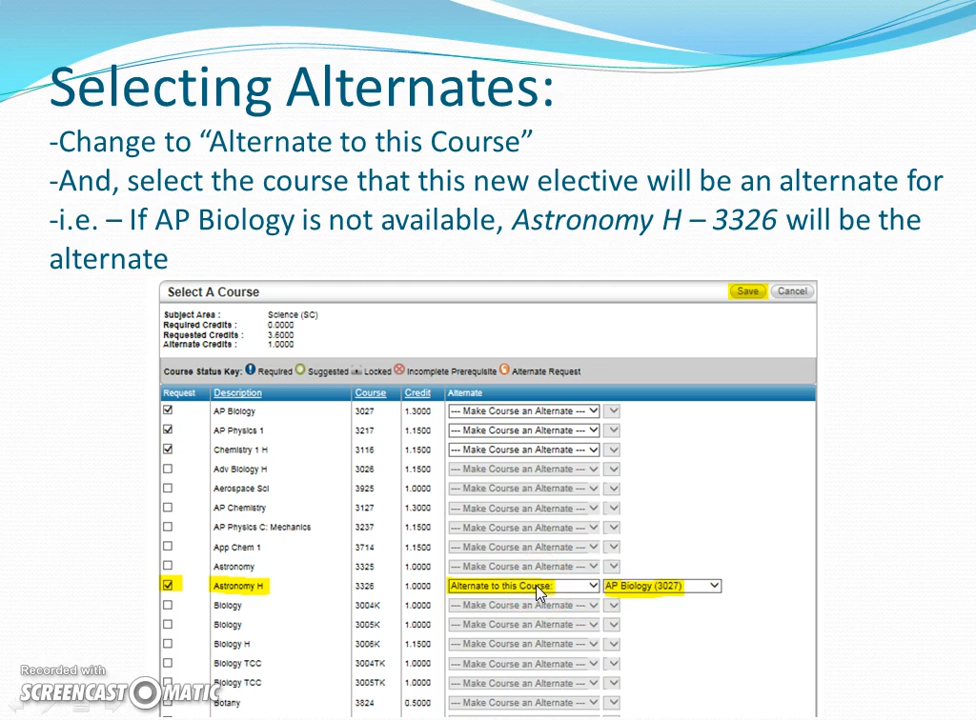 Selecting Alternates:
-Change to “Alternate to this Course”
-And, select the course that this new elective will be an alternate for
-i.e. – If AP Biology is not available, Astronomy H – 3326 will be the
alternate
Select A Course Save Cancel
Subject Area : Science (SC)
Required Credits : 0.0000
Requested Credits : 3.6000
Alternate Credits : 1.0000
Course Status Key: Required Suggested Locked Incomplete Prerequisite Alternate Request
Request Description Course Credit Alternate
AP Biology 3027 1.3000 --- Make Course an Alternate ---
AP Physics 1 3217 1.1500 --- Make Course an Alternate ---
Chemistry 1 H 3116 1.1500 --- Make Course an Alternate ---
Adv Biology H 3026 1.0000 --- Make Course an Alternate ---
Aerospace Sci 3925 1.0000 --- Make Course an Alternate ---
AP Chemistry 3127 1.3000 --- Make Course an Alternate ---
AP Physics C: Mechanics 3237 1.1500 --- Make Course an Alternate ---
App Chem 1 3714 1.1500 --- Make Course an Alternate ---
Astronomy 3325 1.0000 --- Make Course an Alternate ---
Astronomy H 3326 1.0000 Alternate to this Course: AP Biology (3027)
Biology 3004K 1.0000 --- Make Course an Alternate ---
Biology 3005K 1.0000 --- Make Course an Alternate ---
Biology H 3006K 1.1500 --- Make Course an Alternate ---
Biology TCC 3004TK 1.0000 --- Make Course an Alternate ---
Biology TCC 3005TK 1.0000 --- Make Course an Alternate ---
Botany 3824 0.5000 --- Make Course an Alternate ---
Recorded with
SCREENCAST-O-MATIC